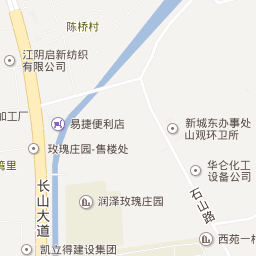 陈桥村
江阴启新纺织
有限公司
加工厂
易捷便利店
新城东办事处
山观环卫所
玫瑰庄园-售楼处
华仑化工
设备公司
长山大道
石山路
润泽玫瑰庄园
西苑一村
凯立得建设集团